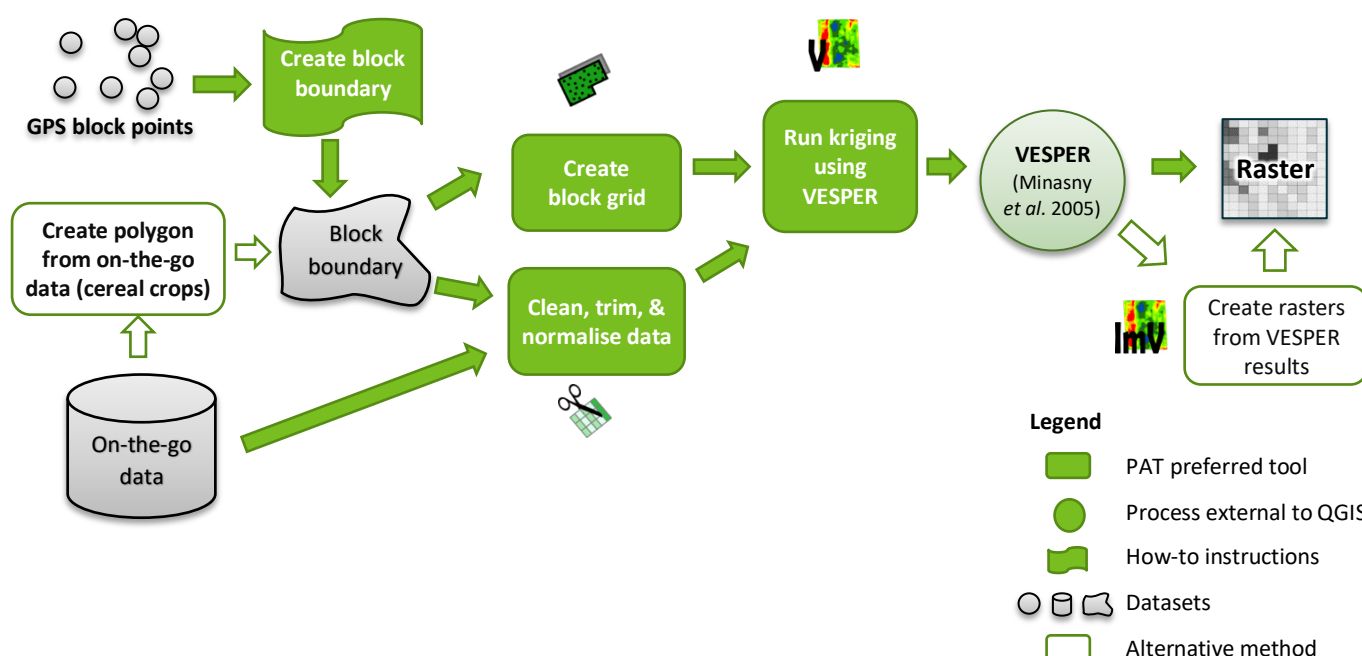 GPS block points
Create block
boundary
Create polygon
from on-the-go
data (cereal crops)
Block
boundary
On-the-go
data
Create
block grid
Clean, trim, &
normalise data
V
Run kriging
using
VESPER
VESPER
(Minasny
et al. 2005)
Raster
ImV
Create rasters
from VESPER
results
Legend
PAT preferred tool
Process external to QGIS
How-to instructions
Datasets
Alternative method